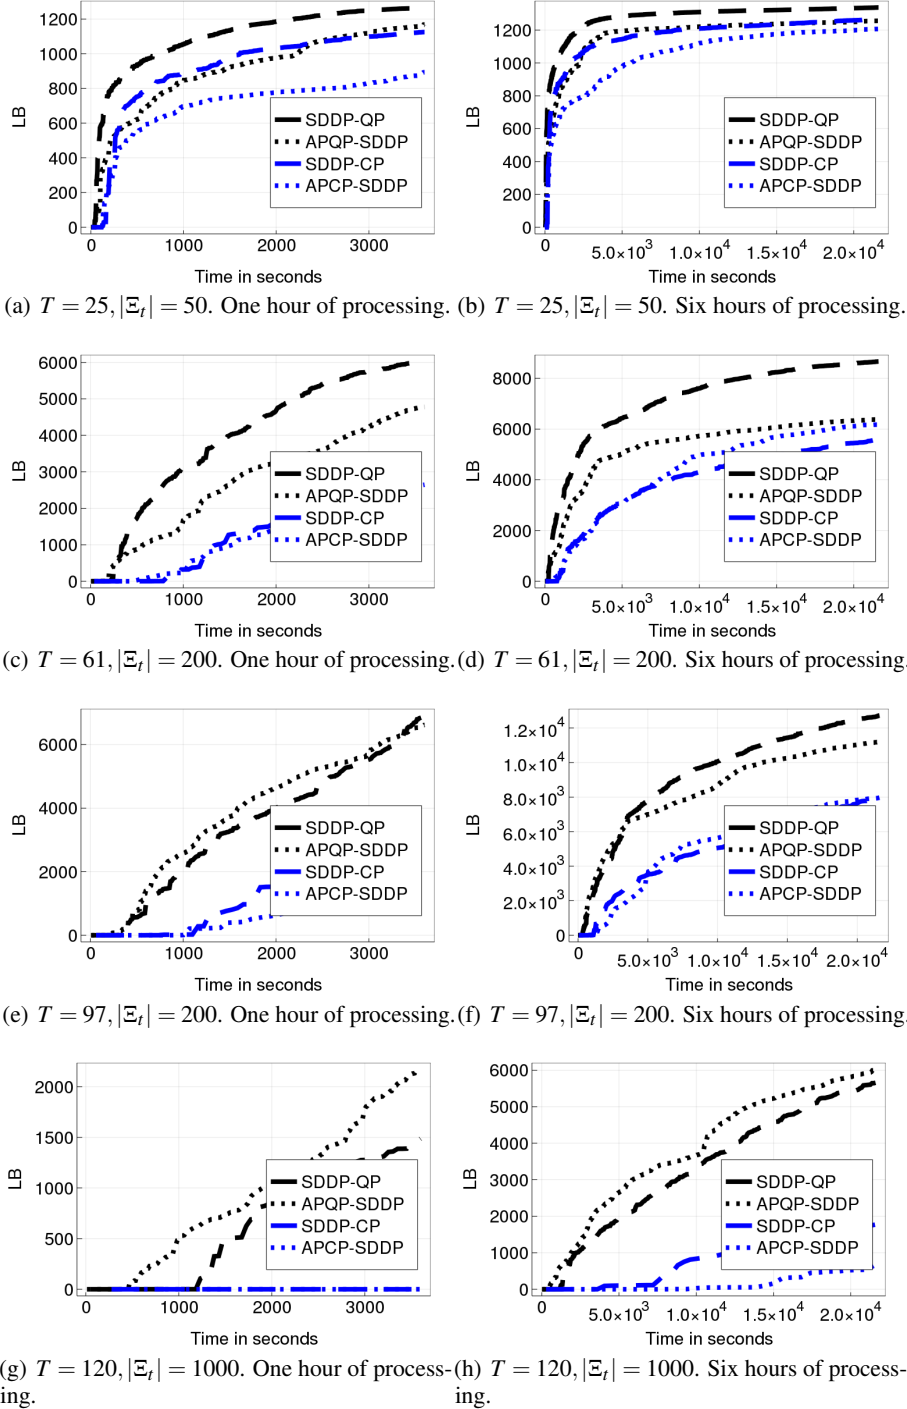 1200
1000
800
600
400
200
0
LB
0 1000 2000 3000
Time in seconds
SDDP-QP
APQP-SDDP
SDDP-CP
APCP-SDDP
1200
1000
800
600
400
200
0
LB
0 5.0×10³ 1.0×10⁴ 1.5×10⁴ 2.0×10⁴
Time in seconds
SDDP-QP
APQP-SDDP
SDDP-CP
APCP-SDDP
(a) T = 25, |Ξₜ| = 50. One hour of processing. (b) T = 25, |Ξₜ| = 50. Six hours of processing.
6000
5000
4000
3000
2000
1000
0
LB
0 1000 2000 3000
Time in seconds
SDDP-QP
APQP-SDDP
SDDP-CP
APCP-SDDP
8000
6000
4000
2000
0
LB
0 5.0×10³ 1.0×10⁴ 1.5×10⁴ 2.0×10⁴
Time in seconds
SDDP-QP
APQP-SDDP
SDDP-CP
APCP-SDDP
(c) T = 61, |Ξₜ| = 200. One hour of processing. (d) T = 61, |Ξₜ| = 200. Six hours of processing.
6000
4000
2000
0
LB
0 1000 2000 3000
Time in seconds
SDDP-QP
APQP-SDDP
SDDP-CP
APCP-SDDP
1.2×10⁴
1.0×10⁴
8.0×10³
6.0×10³
4.0×10³
2.0×10³
0
LB
0 5.0×10³ 1.0×10⁴ 1.5×10⁴ 2.0×10⁴
Time in seconds
SDDP-QP
APQP-SDDP
SDDP-CP
APCP-SDDP
(e) T = 97, |Ξₜ| = 200. One hour of processing. (f) T = 97, |Ξₜ| = 200. Six hours of processing.
2000
1500
1000
500
0
LB
0 1000 2000 3000
Time in seconds
SDDP-QP
APQP-SDDP
SDDP-CP
APCP-SDDP
6000
5000
4000
3000
2000
1000
0
LB
0 5.0×10³ 1.0×10⁴ 1.5×10⁴ 2.0×10⁴
Time in seconds
SDDP-QP
APQP-SDDP
SDDP-CP
APCP-SDDP
(g) T = 120, |Ξₜ| = 1000. One hour of process-
ing.
(h) T = 120, |Ξₜ| = 1000. Six hours of process-
ing.